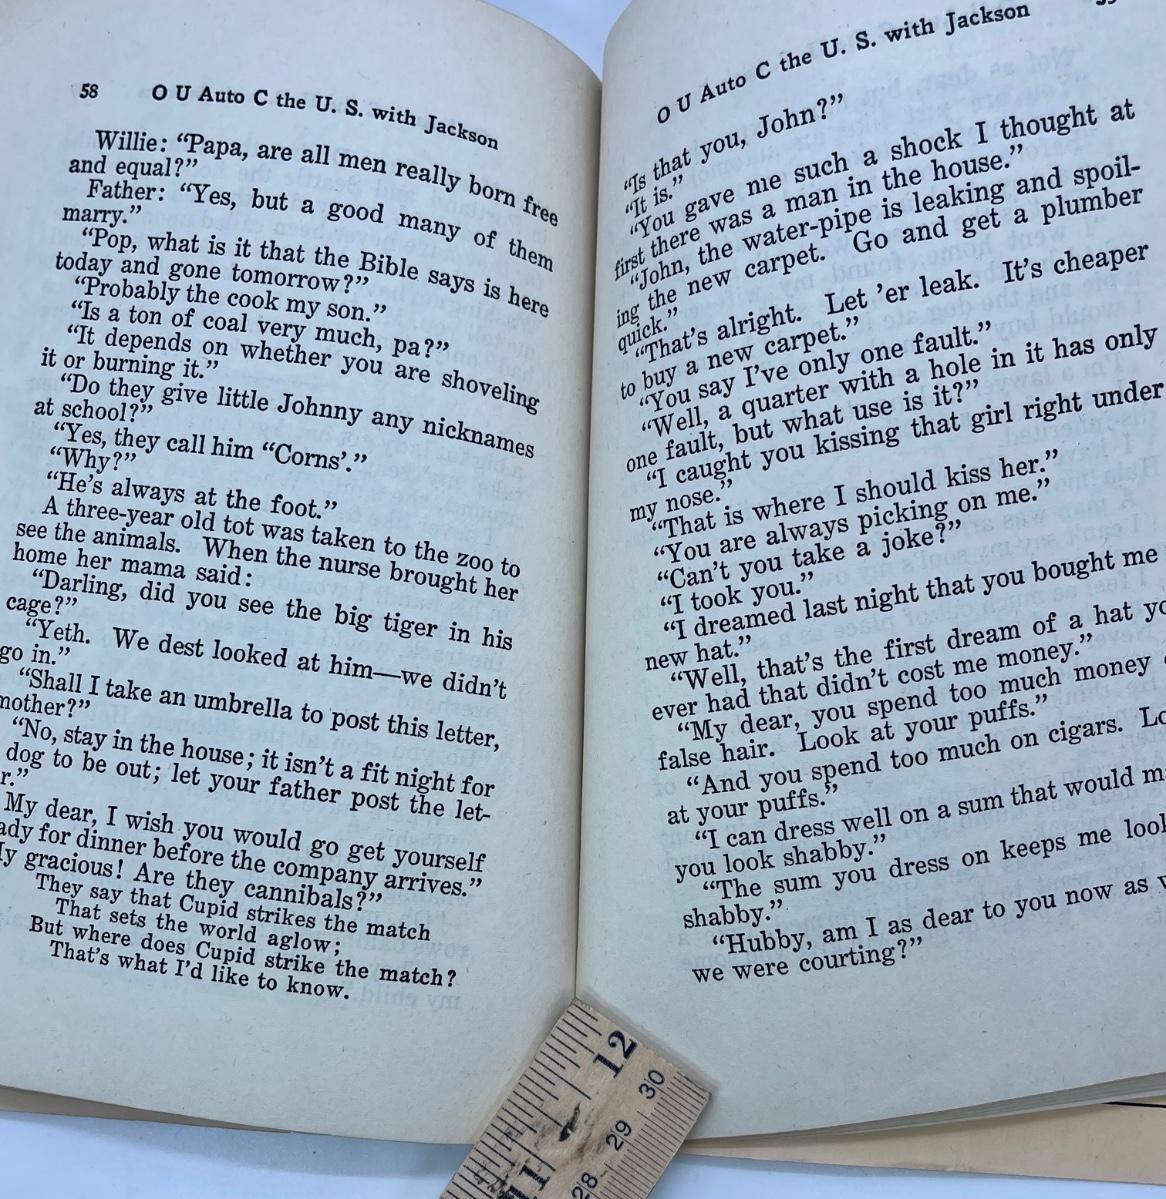 58 O U Auto C the U. S. with Jackson
Willie: “Papa, are all men really born free
and equal?”
Father: “Yes, but a good many of them
marry.”
“Pop, what is it that the Bible says is here
today and gone tomorrow?”
“Probably the cook my son.”
“Is a ton of coal very much, pa?”
“It depends on whether you are shoveling
it or burning it.”
“Do they give little Johnny any nicknames
at school?”
“Yes, they call him “Corns’.”
“Why?”
“He’s always at the foot.”
A three-year old tot was taken to the zoo to
see the animals. When the nurse brought her
home her mama said:
“Darling, did you see the big tiger in his
cage?”
“Yeth. We dest looked at him—we didn’t
go in.”
“Shall I take an umbrella to post this letter,
mother?”
“No, stay in the house; it isn’t a fit night for
dog to be out; let your father post the let-
r.”
My dear, I wish you would go get yourself
ady for dinner before the company arrives.”
y gracious! Are they cannibals?”
They say that Cupid strikes the match
That sets the world aglow;
But where does Cupid strike the match?
That’s what I’d like to know.
O U Auto C the U. S. with Jackson
“Is that you, John?”
“It is.”
“You gave me such a shock I thought at
first there was a man in the house.”
“John, the water-pipe is leaking and spoil-
ing the new carpet. Go and get a plumber
quick.”
“That’s alright. Let ’er leak. It’s cheaper
to buy a new carpet.”
“You say I’ve only one fault.”
“Well, a quarter with a hole in it has only
one fault, but what use is it?”
“I caught you kissing that girl right under
my nose.”
“That is where I should kiss her.”
“You are always picking on me.”
“Can’t you take a joke?”
“I took you.”
“I dreamed last night that you bought me
new hat.”
“Well, that’s the first dream of a hat yo
ever had that didn’t cost me money.”
“My dear, you spend too much money
false hair. Look at your puffs.”
“And you spend too much on cigars. Lo
at your puffs.”
“I can dress well on a sum that would m
you look shabby.”
“The sum you dress on keeps me look
shabby.”
“Hubby, am I as dear to you now as w
we were courting?”
12
11
30
29
28